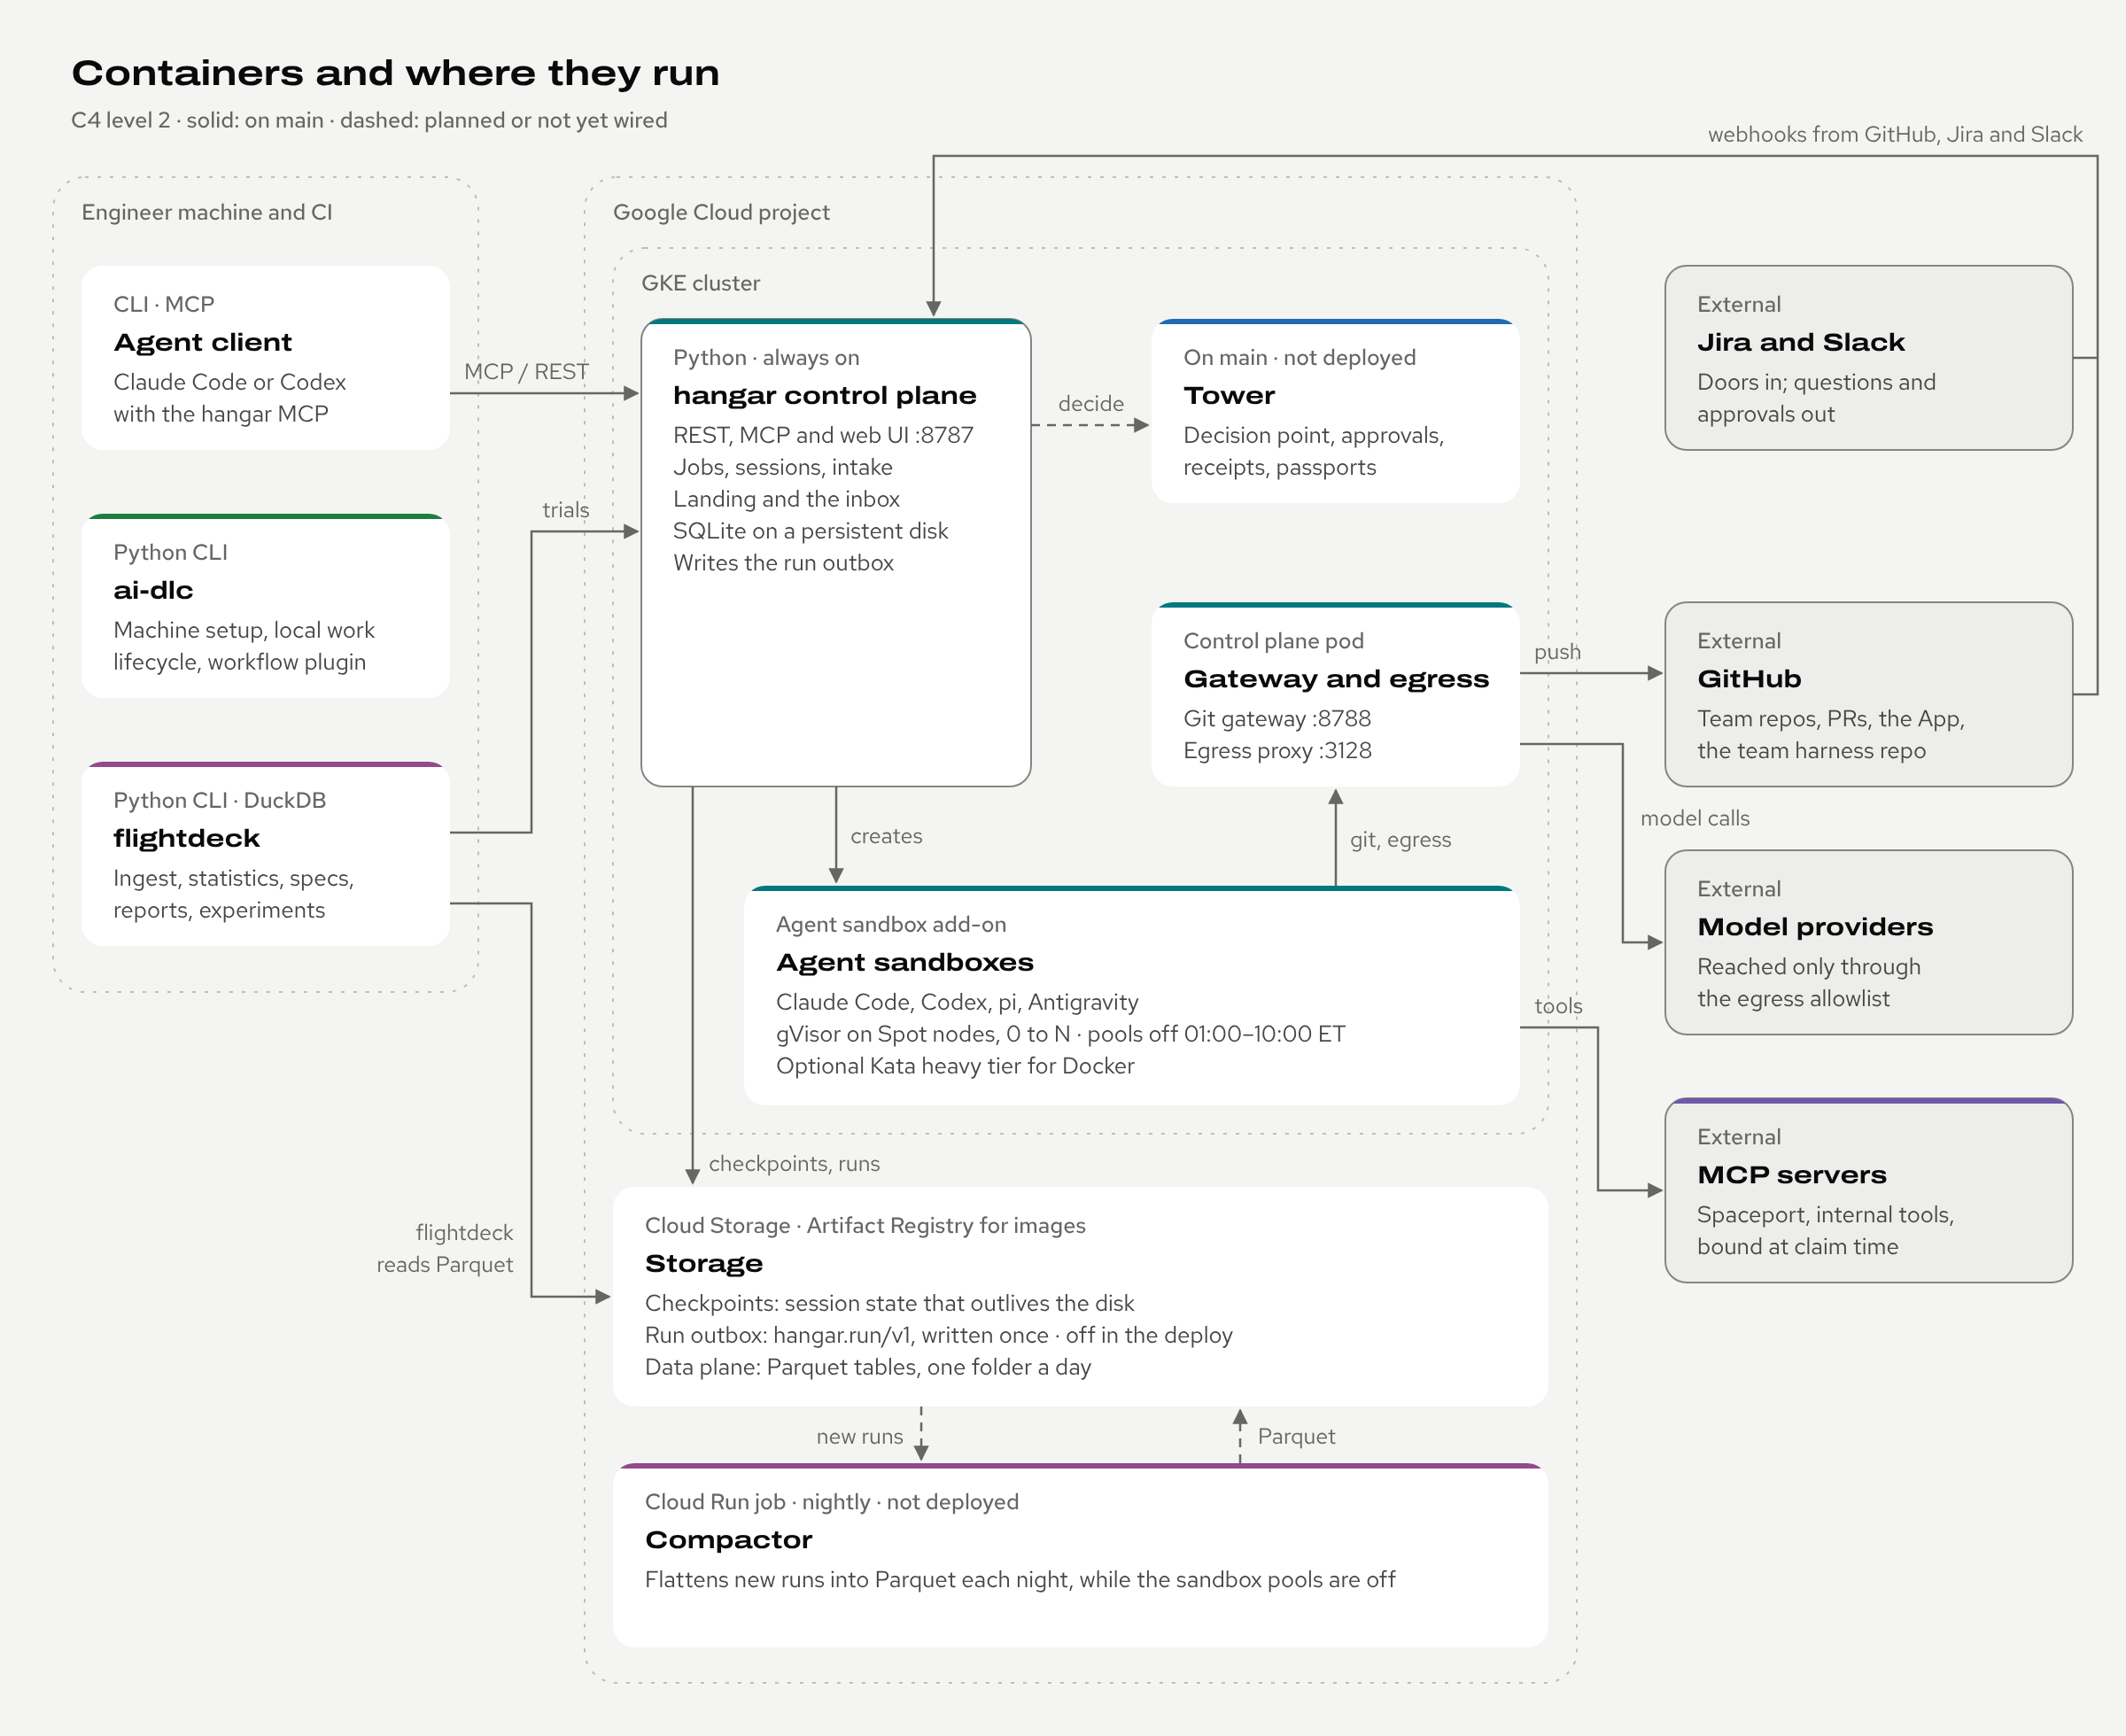 Containers and where they run
C4 level 2 · solid: on main · dashed: planned or not yet wired
webhooks from GitHub, Jira and Slack
Engineer machine and CI
CLI · MCP
Agent client
Claude Code or Codex
with the hangar MCP
MCP / REST
Python CLI
ai-dlc
Machine setup, local work
lifecycle, workflow plugin
trials
Python CLI · DuckDB
flightdeck
Ingest, statistics, specs,
reports, experiments
flightdeck
reads Parquet
Google Cloud project
GKE cluster
Python · always on
hangar control plane
REST, MCP and web UI :8787
Jobs, sessions, intake
Landing and the inbox
SQLite on a persistent disk
Writes the run outbox
decide
On main · not deployed
Tower
Decision point, approvals,
receipts, passports
Control plane pod
Gateway and egress
Git gateway :8788
Egress proxy :3128
push
model calls
creates
git, egress
Agent sandbox add-on
Agent sandboxes
Claude Code, Codex, pi, Antigravity
gVisor on Spot nodes, 0 to N · pools off 01:00–10:00 ET
Optional Kata heavy tier for Docker
tools
checkpoints, runs
Cloud Storage · Artifact Registry for images
Storage
Checkpoints: session state that outlives the disk
Run outbox: hangar.run/v1, written once · off in the deploy
Data plane: Parquet tables, one folder a day
new runs
Parquet
Cloud Run job · nightly · not deployed
Compactor
Flattens new runs into Parquet each night, while the sandbox pools are off
External
Jira and Slack
Doors in; questions and
approvals out
External
GitHub
Team repos, PRs, the App,
the team harness repo
External
Model providers
Reached only through
the egress allowlist
External
MCP servers
Spaceport, internal tools,
bound at claim time